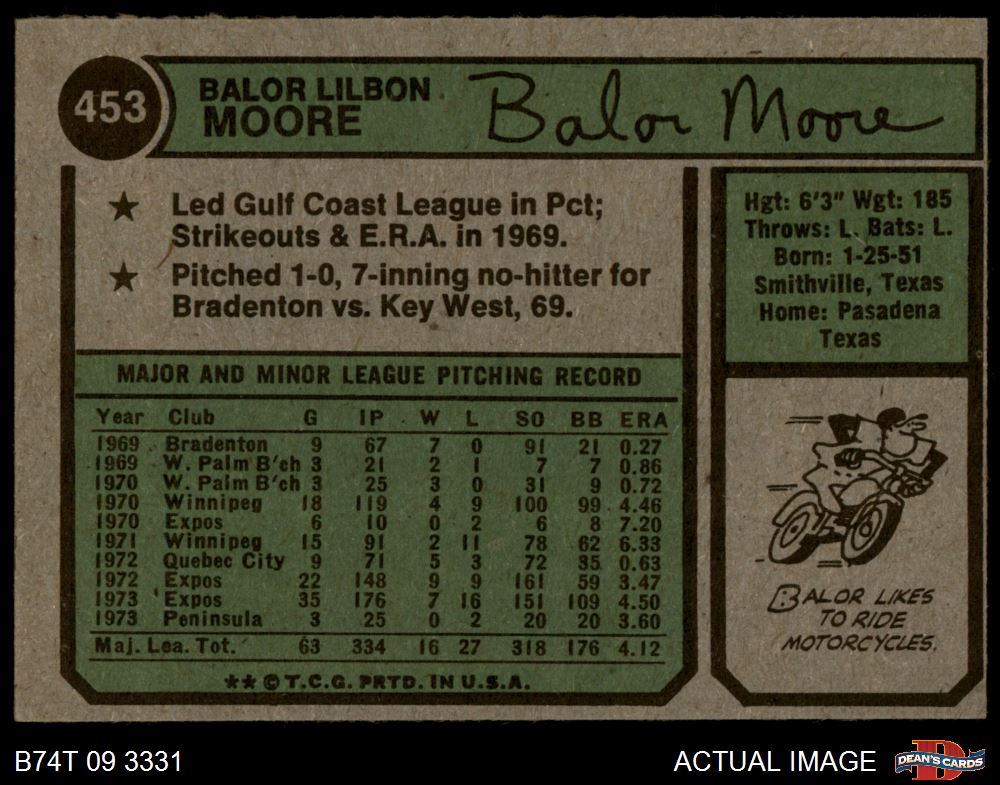 453
BALOR LILBON
MOORE
Balor Moore
★ Led Gulf Coast League in Pct;
Strikeouts & E.R.A. in 1969.
★ Pitched 1-0, 7-inning no-hitter for
Bradenton vs. Key West, 69.
Hgt: 6'3" Wgt: 185
Throws: L. Bats: L.
Born: 1-25-51
Smithville, Texas
Home: Pasadena
Texas
MAJOR AND MINOR LEAGUE PITCHING RECORD
Year Club G IP W L SO BB ERA
1969 Bradenton 9 67 7 0 91 21 0.27
1969 W. Palm B'ch 3 21 2 1 7 7 0.86
1970 W. Palm B'ch 3 25 3 0 31 9 0.72
1970 Winnipeg 18 119 4 9 100 99 4.46
1970 Expos 6 10 0 2 6 8 7.20
1971 Winnipeg 15 91 2 11 78 62 6.33
1972 Quebec City 9 71 5 3 72 35 0.63
1972 Expos 22 148 9 9 161 59 3.47
1973 Expos 35 176 7 16 151 109 4.50
1973 Peninsula 3 25 0 2 20 20 3.60
Maj. Lea. Tot. 63 334 16 27 318 176 4.12
★★ © T.C.G. PRTD. IN U.S.A.
BALOR LIKES
TO RIDE
MOTORCYCLES.
B74T 09 3331
ACTUAL IMAGE
DEAN'S CARDS